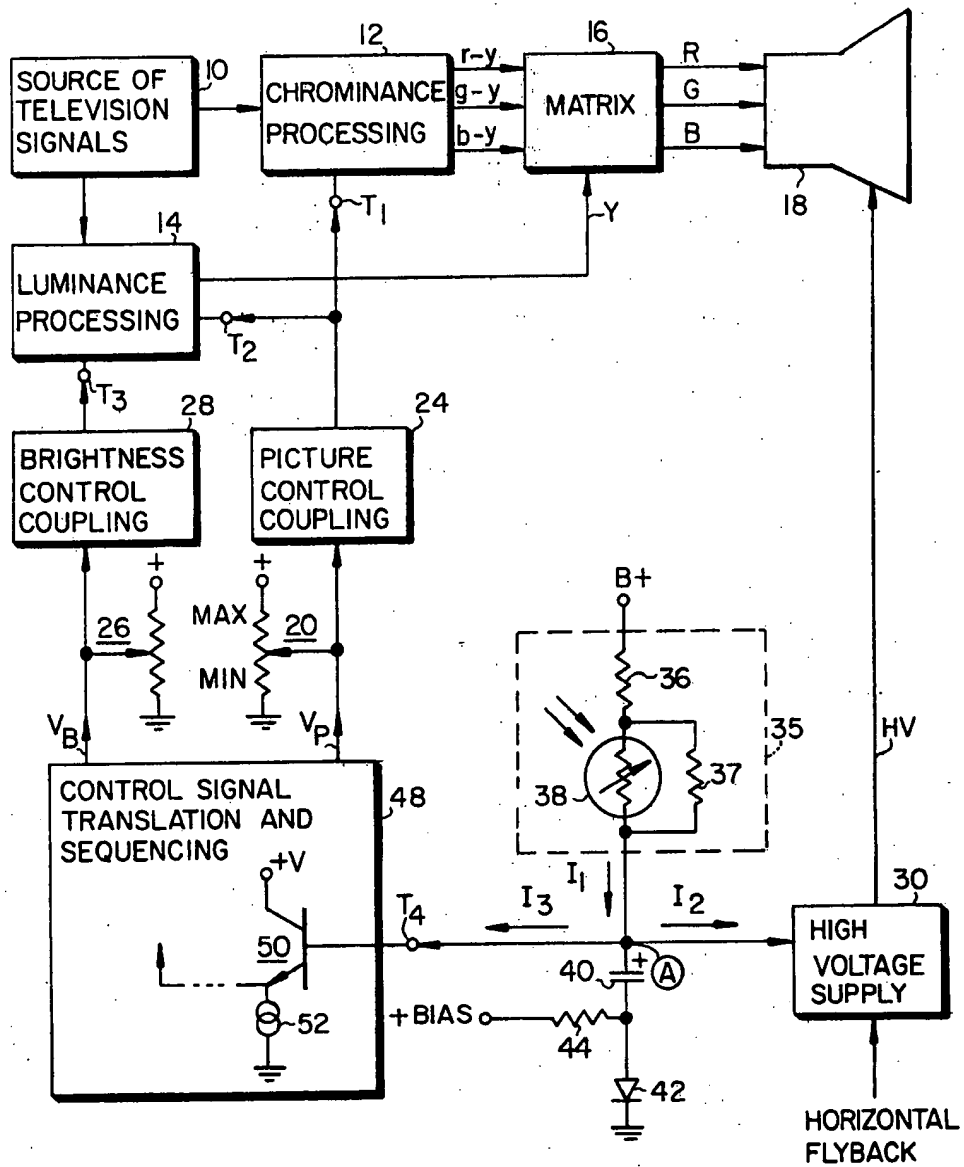 SOURCE OF
TELEVISION
SIGNALS
10
12
CHROMINANCE
PROCESSING
r-y
g-y
b-y
16
MATRIX
R
G
B
18
T1
14
LUMINANCE
PROCESSING
Y
T2
T3
28
BRIGHTNESS
CONTROL
COUPLING
24
PICTURE
CONTROL
COUPLING
+
+
26
MAX
20
MIN
VB
VP
B+
36
35
37
38
HV
CONTROL SIGNAL
TRANSLATION AND
SEQUENCING
48
+V
50
52
T4
I3
I1
I2
A
40
+
+BIAS
44
42
30
HIGH
VOLTAGE
SUPPLY
HORIZONTAL
FLYBACK